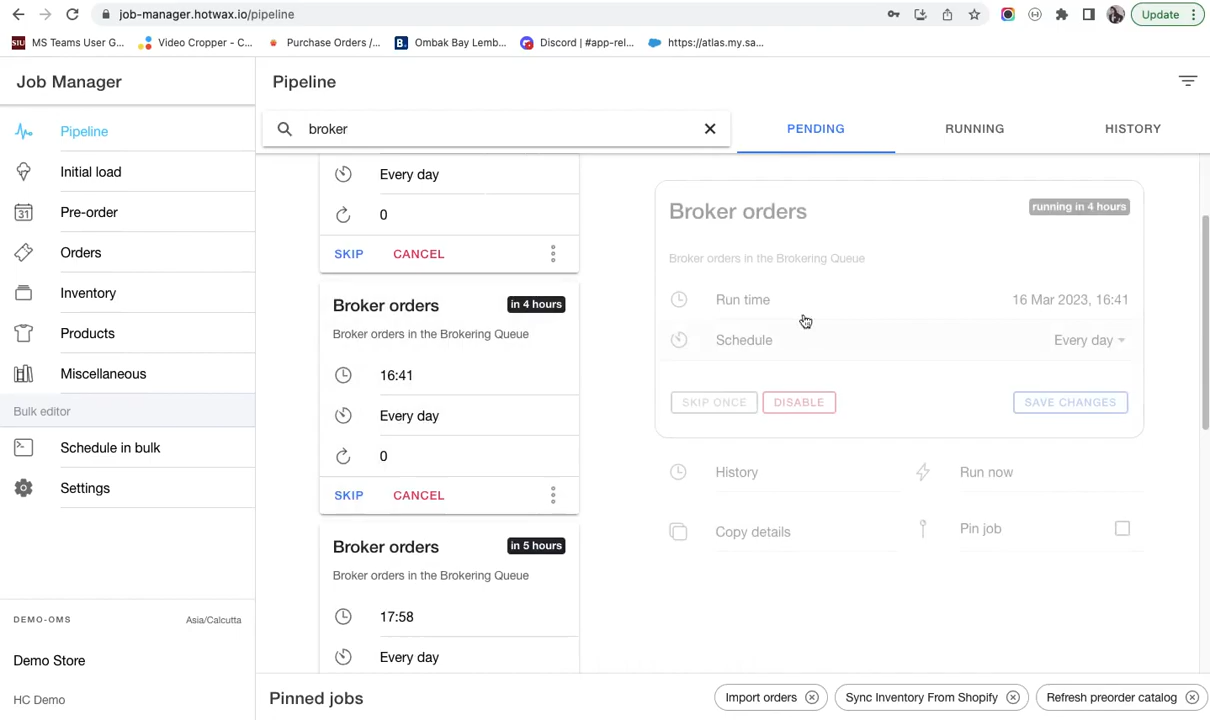 job-manager.hotwax.io/pipeline
Update
MS Teams User G...
Video Cropper - C...
Purchase Orders /...
Ombak Bay Lemb...
Discord | #app-rel...
https://atlas.my.sa...
Job Manager
Pipeline
Initial load
Pre-order
Orders
Inventory
Products
Miscellaneous
Bulk editor
Schedule in bulk
Settings
DEMO-OMS
Asia/Calcutta
Demo Store
HC Demo
Pipeline
broker
PENDING
RUNNING
HISTORY
Every day
0
SKIP CANCEL
Broker orders
in 4 hours
Broker orders in the Brokering Queue
16:41
Every day
0
SKIP CANCEL
Broker orders
in 5 hours
Broker orders in the Brokering Queue
17:58
Every day
Broker orders
running in 4 hours
Broker orders in the Brokering Queue
Run time 16 Mar 2023, 16:41
Schedule Every day
SKIP ONCE DISABLE SAVE CHANGES
History Run now
Copy details Pin job
Pinned jobs
Import orders
Sync Inventory From Shopify
Refresh preorder catalog